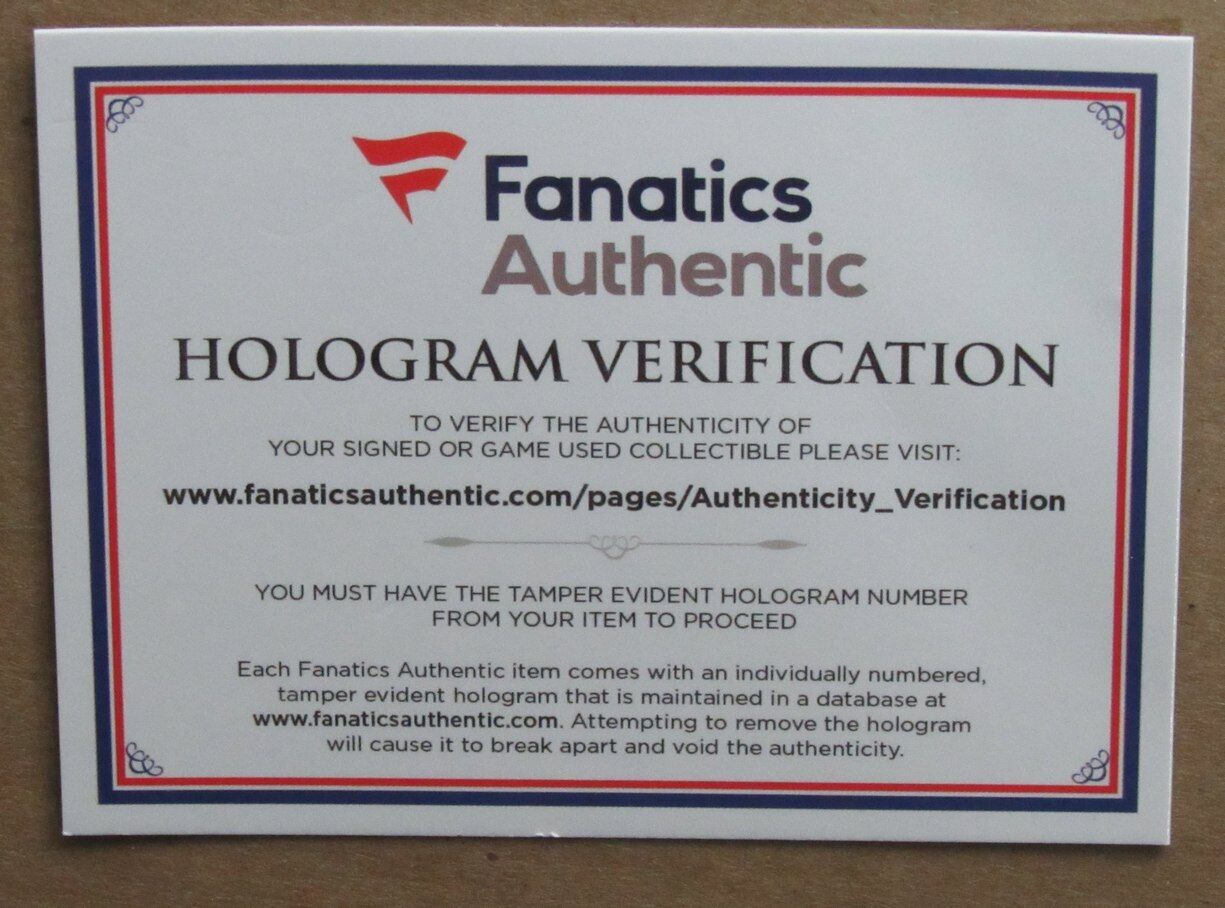 Fanatics
Authentic
HOLOGRAM VERIFICATION
TO VERIFY THE AUTHENTICITY OF
YOUR SIGNED OR GAME USED COLLECTIBLE PLEASE VISIT:
www.fanaticsauthentic.com/pages/Authenticity_Verification
YOU MUST HAVE THE TAMPER EVIDENT HOLOGRAM NUMBER
FROM YOUR ITEM TO PROCEED
Each Fanatics Authentic item comes with an individually numbered,
tamper evident hologram that is maintained in a database at
www.fanaticsauthentic.com. Attempting to remove the hologram
will cause it to break apart and void the authenticity.